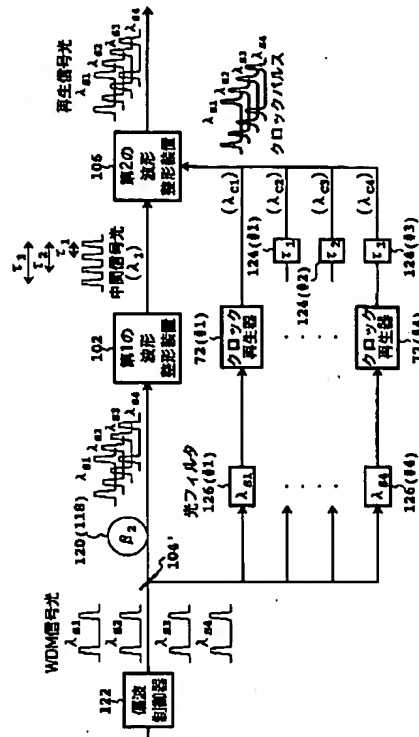 WDM信号光
λS1
λS2
λS3
λS4
122
偏波
制御器
104'
120(118)
β2
λS1
λS2
λS3
λS4
102
第1の
波形
整形装置
τ3
τ2
τ1
中間信号光
(λ1)
106
第2の
波形
整形装置
再生信号光
λS1
λS2
λS3
λS4
λS1
λS2
λS3
λS4
クロックパルス
光フィルタ
126(#1)
λS1
72(#1)
クロック
再生器
(λC1)
124(#1)
τ1
(λC2)
124(#2)
τ2
(λC3)
126(#4)
λS4
72(#4)
クロック
再生器
124(#3)
τ3
(λC4)